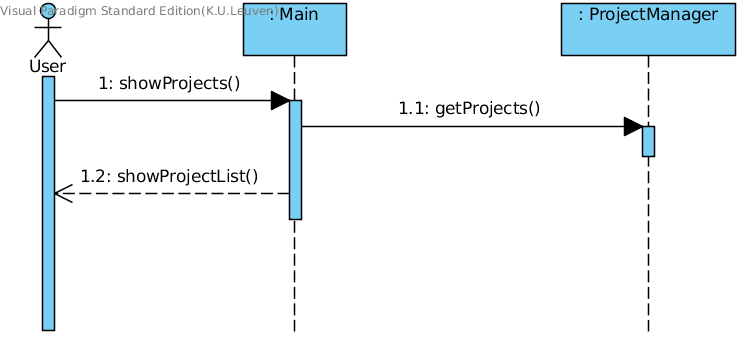 Visual Paradigm Standard Edition(K.U.Leuven)
: Main
: ProjectManager
User
1: showProjects()
1.1: getProjects()
1.2: showProjectList()